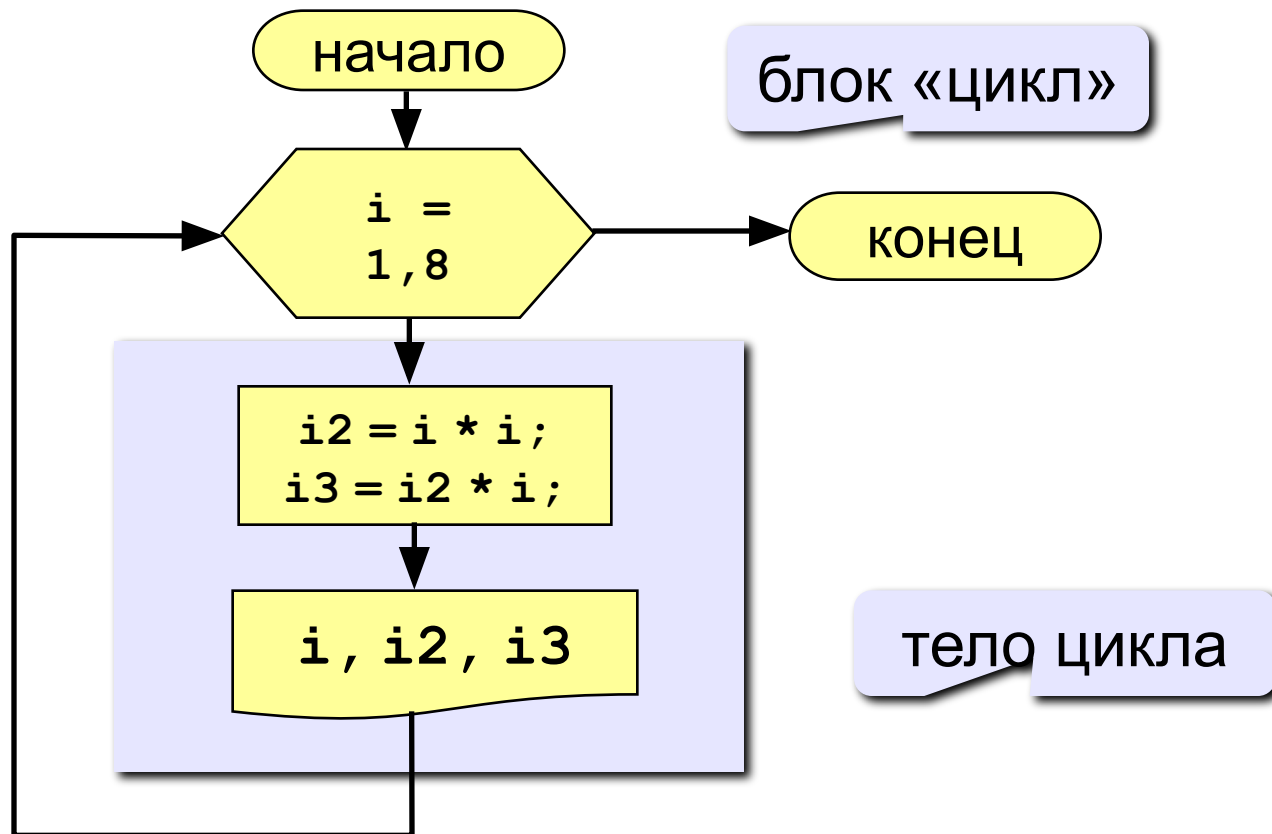 начало
блок «цикл»
i =
1,8
конец
i2 = i * i;
i3 = i2 * i;
i, i2, i3
тело цикла